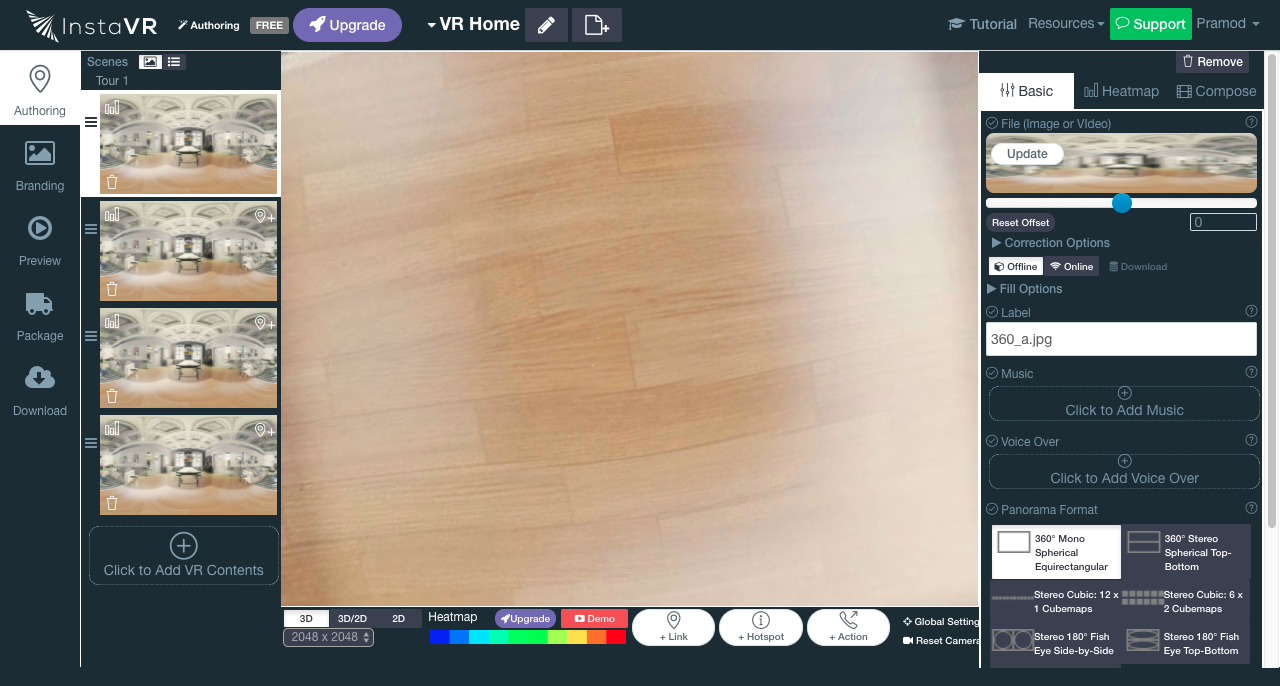 InstaVR
Authoring
FREE
Upgrade
VR Home
Tutorial
Resources
Support
Pramod
Authoring
Branding
Preview
Package
Download
Scenes
Tour 1
Click to Add VR Contents
3D
3D/2D
2D
2048 x 2048
Heatmap
Upgrade
Demo
+ Link
+ Hotspot
+ Action
Global Setting
Reset Camera
Remove
Basic
Heatmap
Compose
File (Image or VIdeo)
Update
Reset Offset
0
Correction Options
Offline
Online
Download
Fill Options
Label
360_a.jpg
Music
Click to Add Music
Voice Over
Click to Add Voice Over
Panorama Format
360° Mono
Spherical
Equirectangular
360° Stereo
Spherical Top-
Bottom
Stereo Cubic: 12 x
1 Cubemaps
Stereo Cubic: 6 x
2 Cubemaps
Stereo 180° Fish
Eye Side-by-Side
Stereo 180° Fish
Eye Top-Bottom